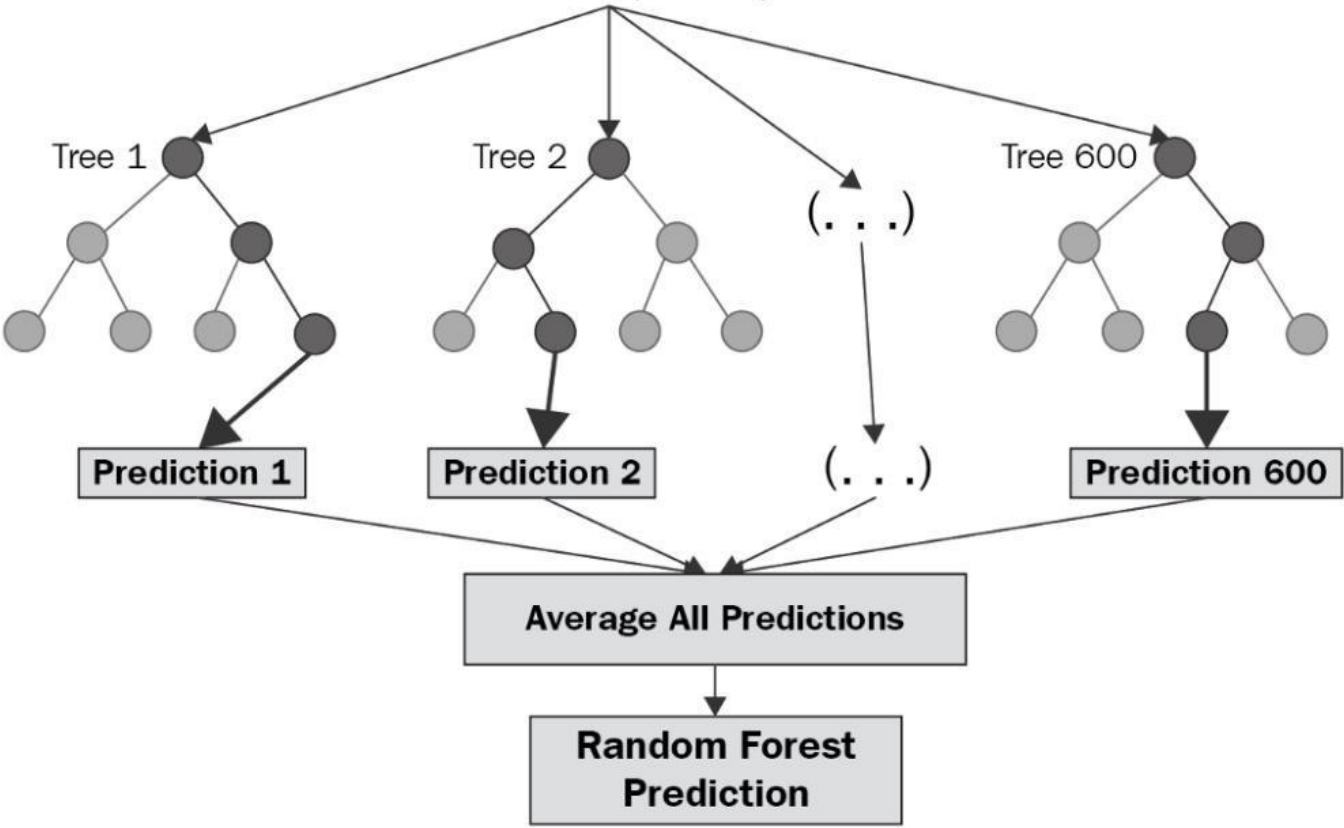 Tree 1
Tree 2
Tree 600
(. . .)
Prediction 1
Prediction 2
(. . .)
Prediction 600
Average All Predictions
Random Forest
Prediction